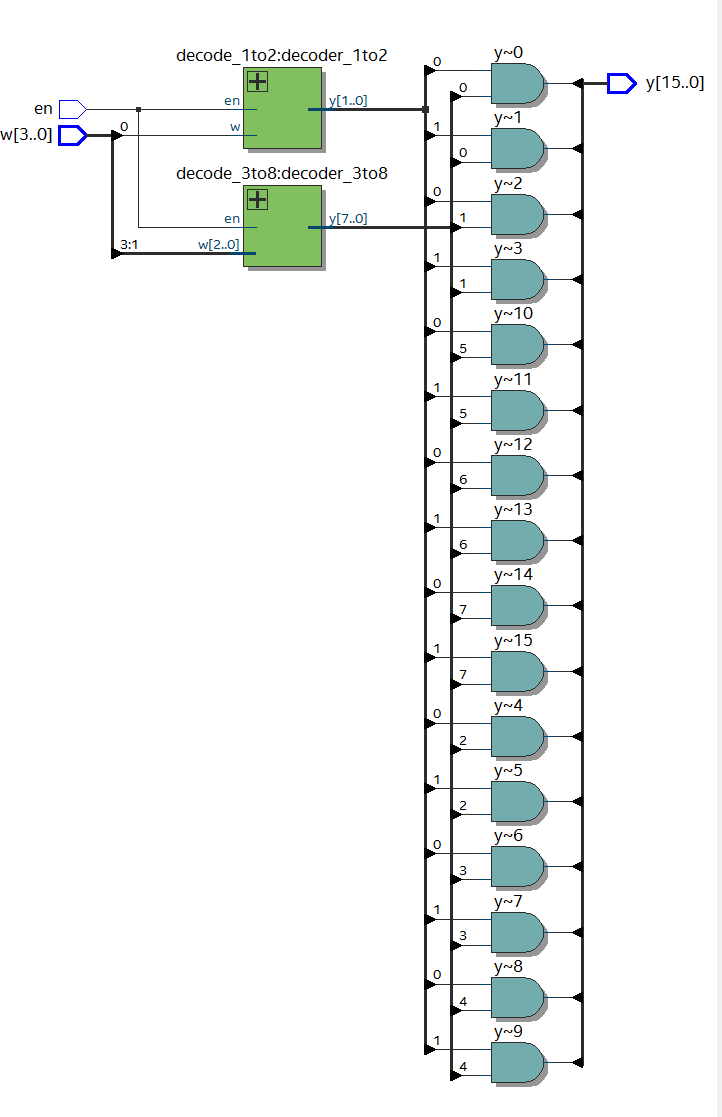 decode_1to2:decoder_1to2
en
w
y[1..0]
en
w[3..0]
0
decode_3to8:decoder_3to8
en
w[2..0]
y[7..0]
3:1
y~0
0
0
y[15..0]
y~1
1
0
y~2
0
1
y~3
1
1
y~10
0
5
y~11
1
5
y~12
0
6
y~13
1
6
y~14
0
7
y~15
1
7
y~4
0
2
y~5
1
2
y~6
0
3
y~7
1
3
y~8
0
4
y~9
1
4